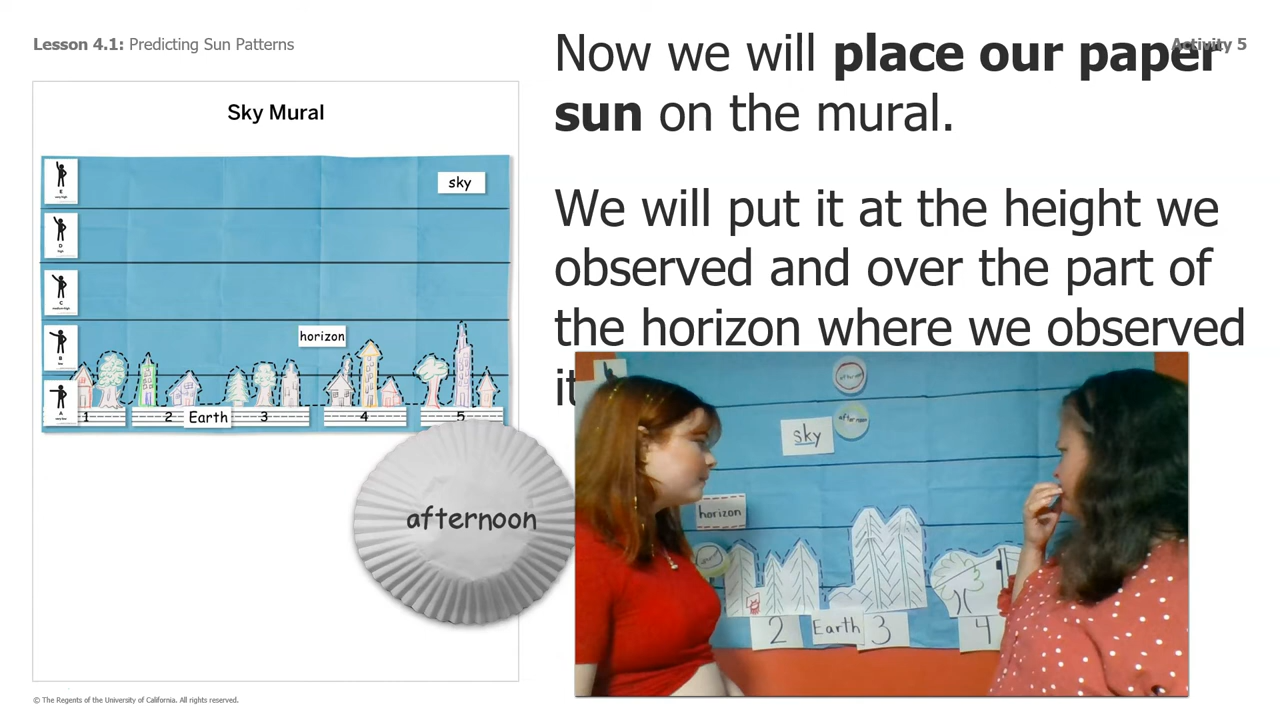 Lesson 4.1: Predicting Sun Patterns
Activity 5
Sky Mural
sky
horizon
1
2
Earth
3
4
5
afternoon
Now we will place our paper
sun on the mural.
We will put it at the height we
observed and over the part of
the horizon where we observed
afternoon
afternoon
sky
horizon
2
Earth
3
4
© The Regents of the University of California. All rights reserved.